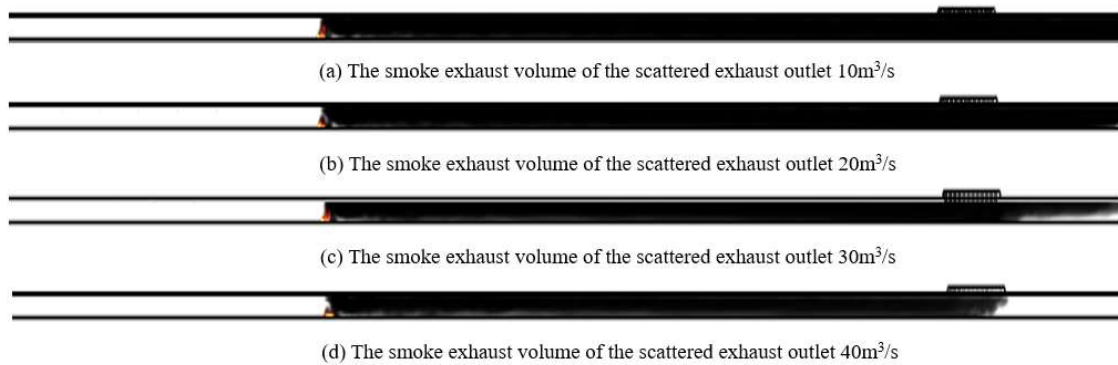 (a) The smoke exhaust volume of the scattered exhaust outlet 10m³/s
(b) The smoke exhaust volume of the scattered exhaust outlet 20m³/s
(c) The smoke exhaust volume of the scattered exhaust outlet 30m³/s
(d) The smoke exhaust volume of the scattered exhaust outlet 40m³/s